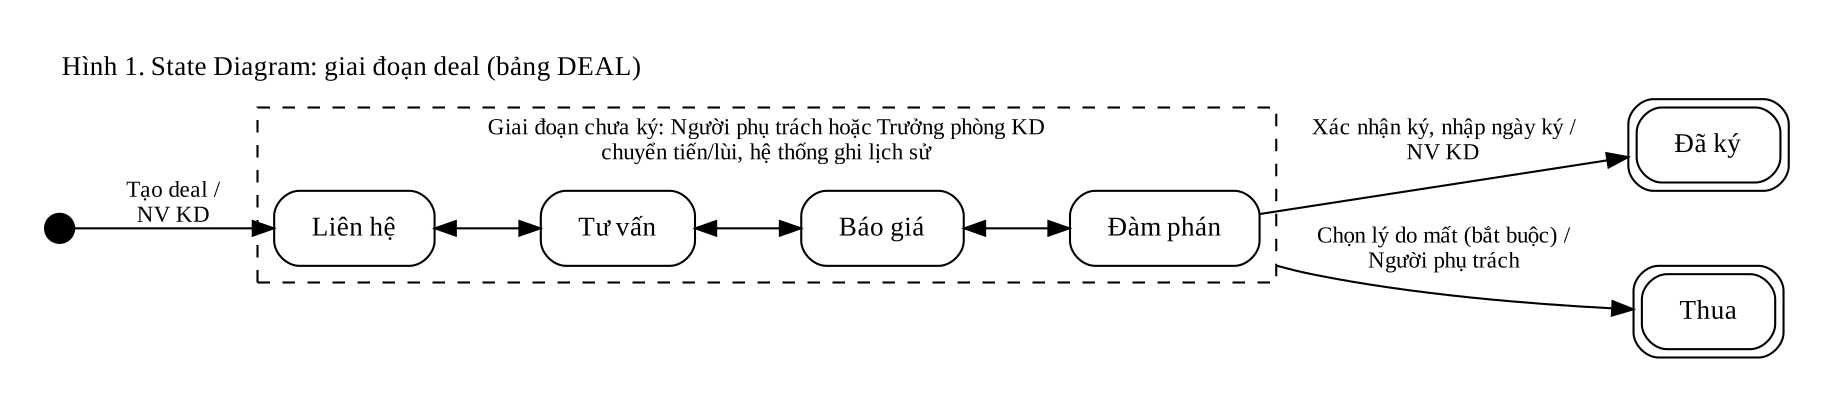 Hình 1. State Diagram: giai đoạn deal (bảng DEAL)
Giai đoạn chưa ký: Người phụ trách hoặc Trưởng phòng KD
chuyển tiến/lùi, hệ thống ghi lịch sử
Tạo deal /
NV KD
Liên hệ
Tư vấn
Báo giá
Đàm phán
Xác nhận ký, nhập ngày ký /
NV KD
Đã ký
Chọn lý do mất (bắt buộc) /
Người phụ trách
Thua